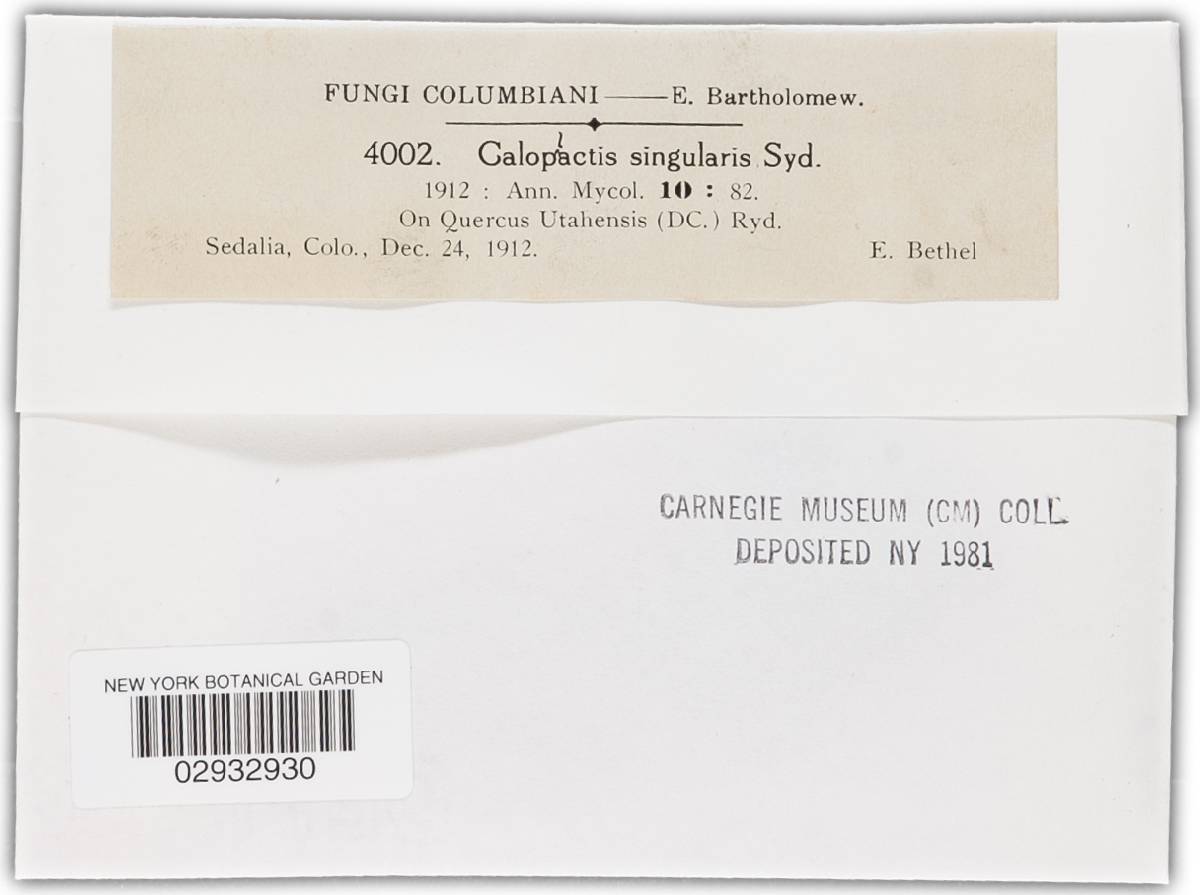 FUNGI COLUMBIANI——E. Bartholomew.
4002. Calopactis singularis Syd.
1912 : Ann. Mycol. 10 : 82.
On Quercus Utahensis (DC.) Ryd.
Sedalia, Colo., Dec. 24, 1912. E. Bethel
CARNEGIE MUSEUM (CM) COLL.
DEPOSITED NY 1981
NEW YORK BOTANICAL GARDEN
02932930